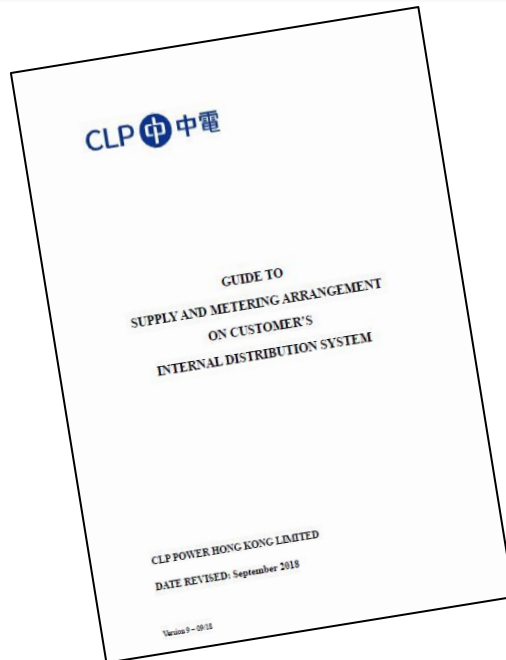 CLP 中電
GUIDE TO
SUPPLY AND METERING ARRANGEMENT
ON CUSTOMER'S
INTERNAL DISTRIBUTION SYSTEM
CLP POWER HONG KONG LIMITED
DATE REVISED: September 2018
Version 9 – 09/18